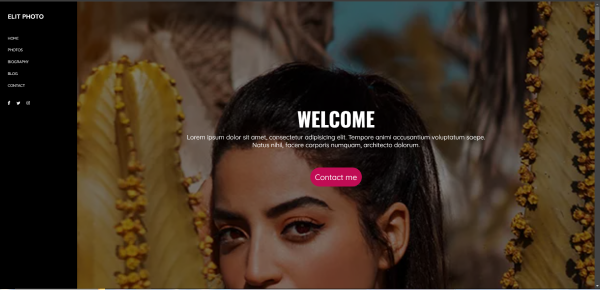 ELIT PHOTO
HOME
PHOTOS
BIOGRAPHY
BLOG
CONTACT
WELCOME
Lorem ipsum dolor sit amet, consectetur adipisicing elit. Tempore animi accusantium voluptatum saepe.
Natus nihil, facere corporis numquam, architecto dolorum.
Contact me